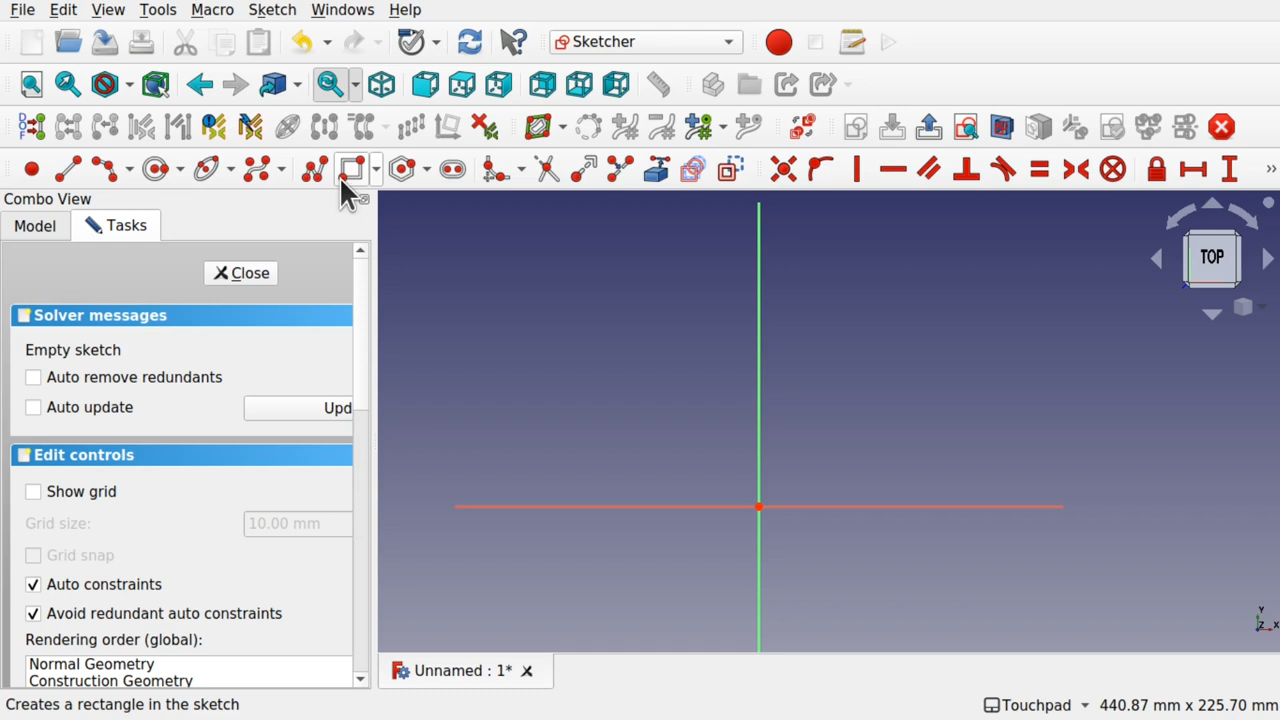 File Edit View Tools Macro Sketch Windows Help
Sketcher
Combo View
Model Tasks
Close
Solver messages
Empty sketch
Auto remove redundants
Auto update Upd
Edit controls
Show grid
Grid size: 10.00 mm
Grid snap
Auto constraints
Avoid redundant auto constraints
Rendering order (global):
Normal Geometry
Construction Geometry
TOP
Y
Z X
Unnamed : 1*
Creates a rectangle in the sketch Touchpad 440.87 mm x 225.70 mm